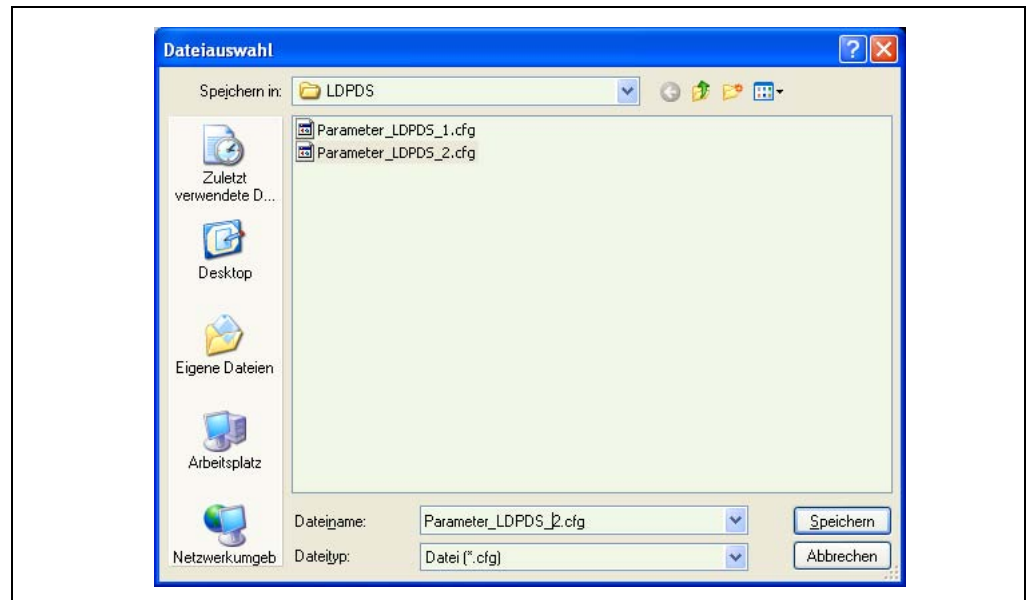 Dateiauswahl
Speichern in:
LDPDS
Parameter_LDPDS_1.cfg
Parameter_LDPDS_2.cfg
Zuletzt
verwendete D...
Desktop
Eigene Dateien
Arbeitsplatz
Netzwerkumgeb
Dateiname:
Parameter_LDPDS_2.cfg
Speichern
Dateityp:
Datei (*.cfg)
Abbrechen